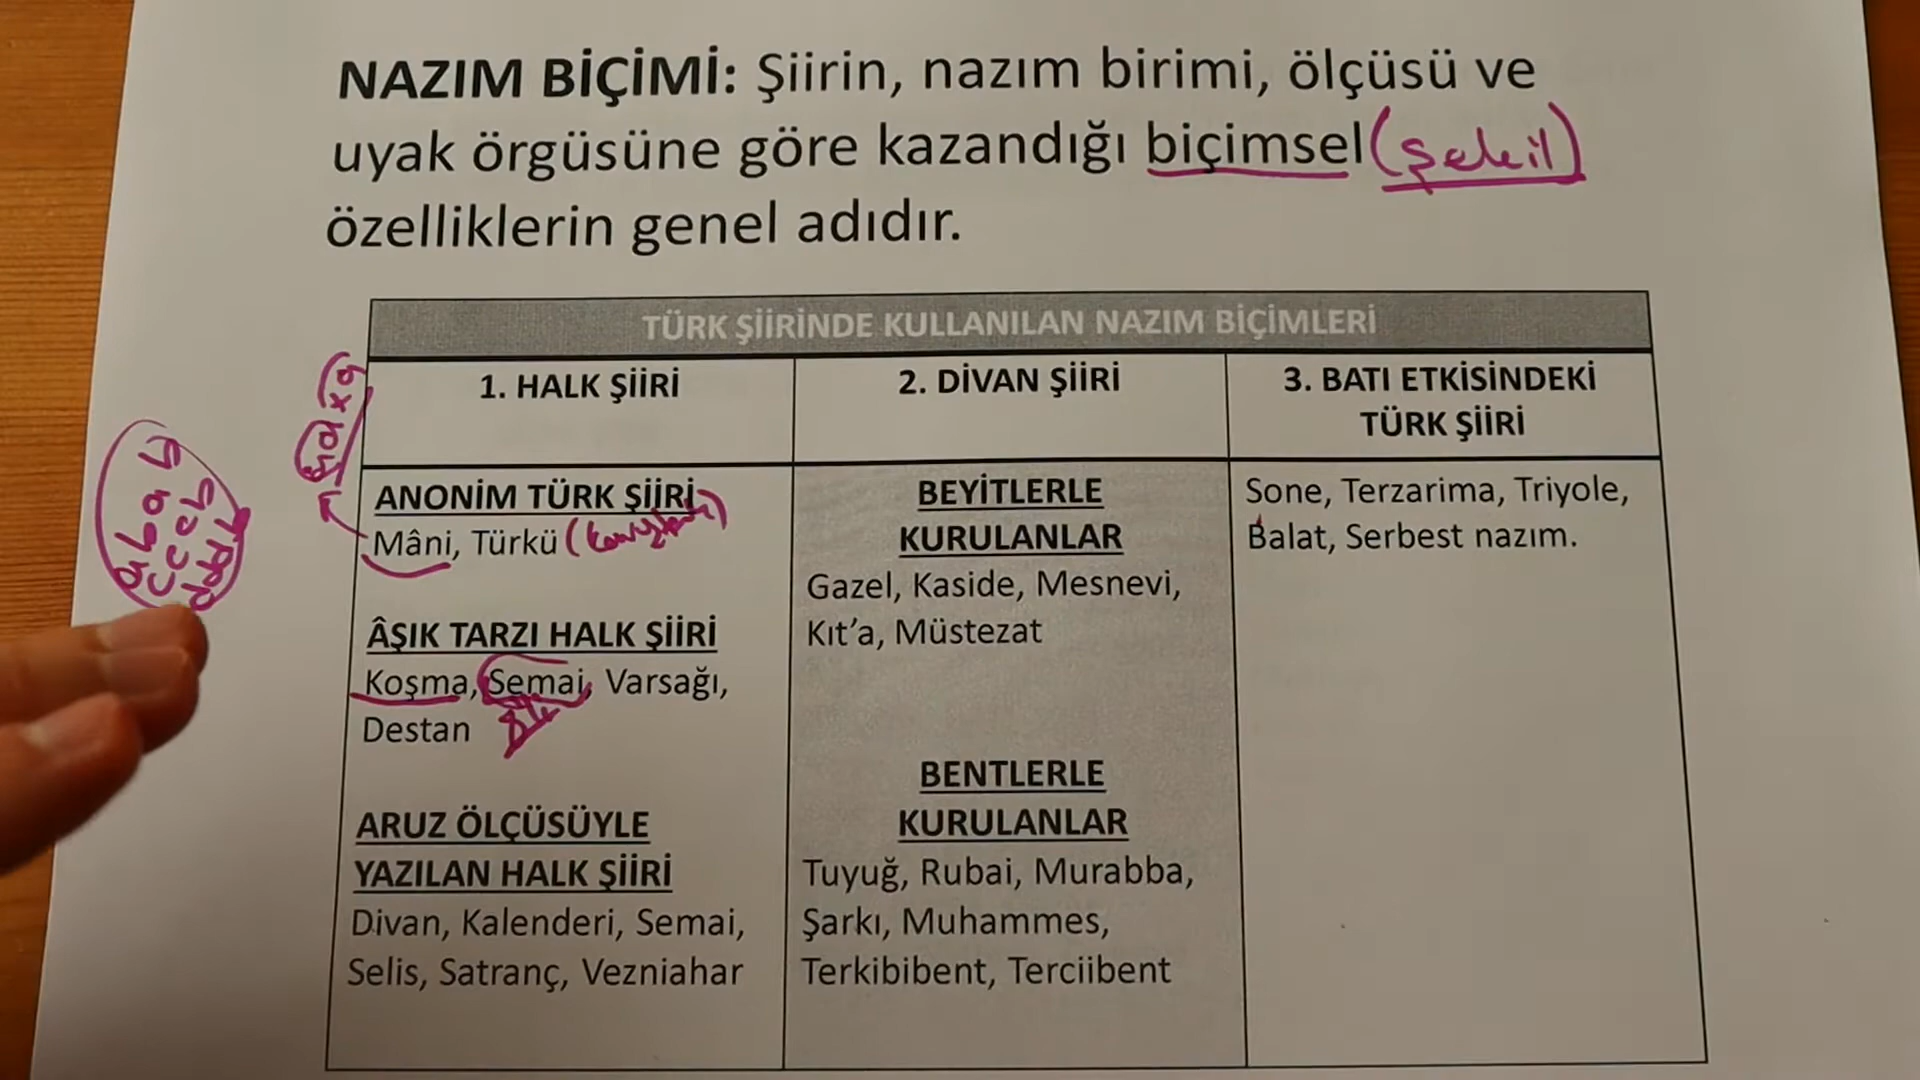 NAZIM BİÇİMİ: Şiirin, nazım birimi, ölçüsü ve
uyak örgüsüne göre kazandığı biçimsel (şekil)
özelliklerin genel adıdır.
TÜRK ŞİİRİNDE KULLANILAN NAZIM BİÇİMLERİ
1. HALK ŞİİRİ
ANONİM TÜRK ŞİİRİ
Mâni, Türkü
ÂŞIK TARZI HALK ŞİİRİ
Koşma, Semai, Varsağı,
Destan
ARUZ ÖLÇÜSÜYLE
YAZILAN HALK ŞİİRİ
Divan, Kalenderi, Semai,
Selis, Satranç, Vezniahar
2. DİVAN ŞİİRİ
BEYİTLERLE
KURULANLAR
Gazel, Kaside, Mesnevi,
Kıt’a, Müstezat
BENTLERLE
KURULANLAR
Tuyuğ, Rubai, Murabba,
Şarkı, Muhammes,
Terkibibent, Terciibent
3. BATI ETKİSİNDEKİ
TÜRK ŞİİRİ
Sone, Terzarima, Triyole,
Balat, Serbest nazım.
aaxa
abab
cccb
dddb